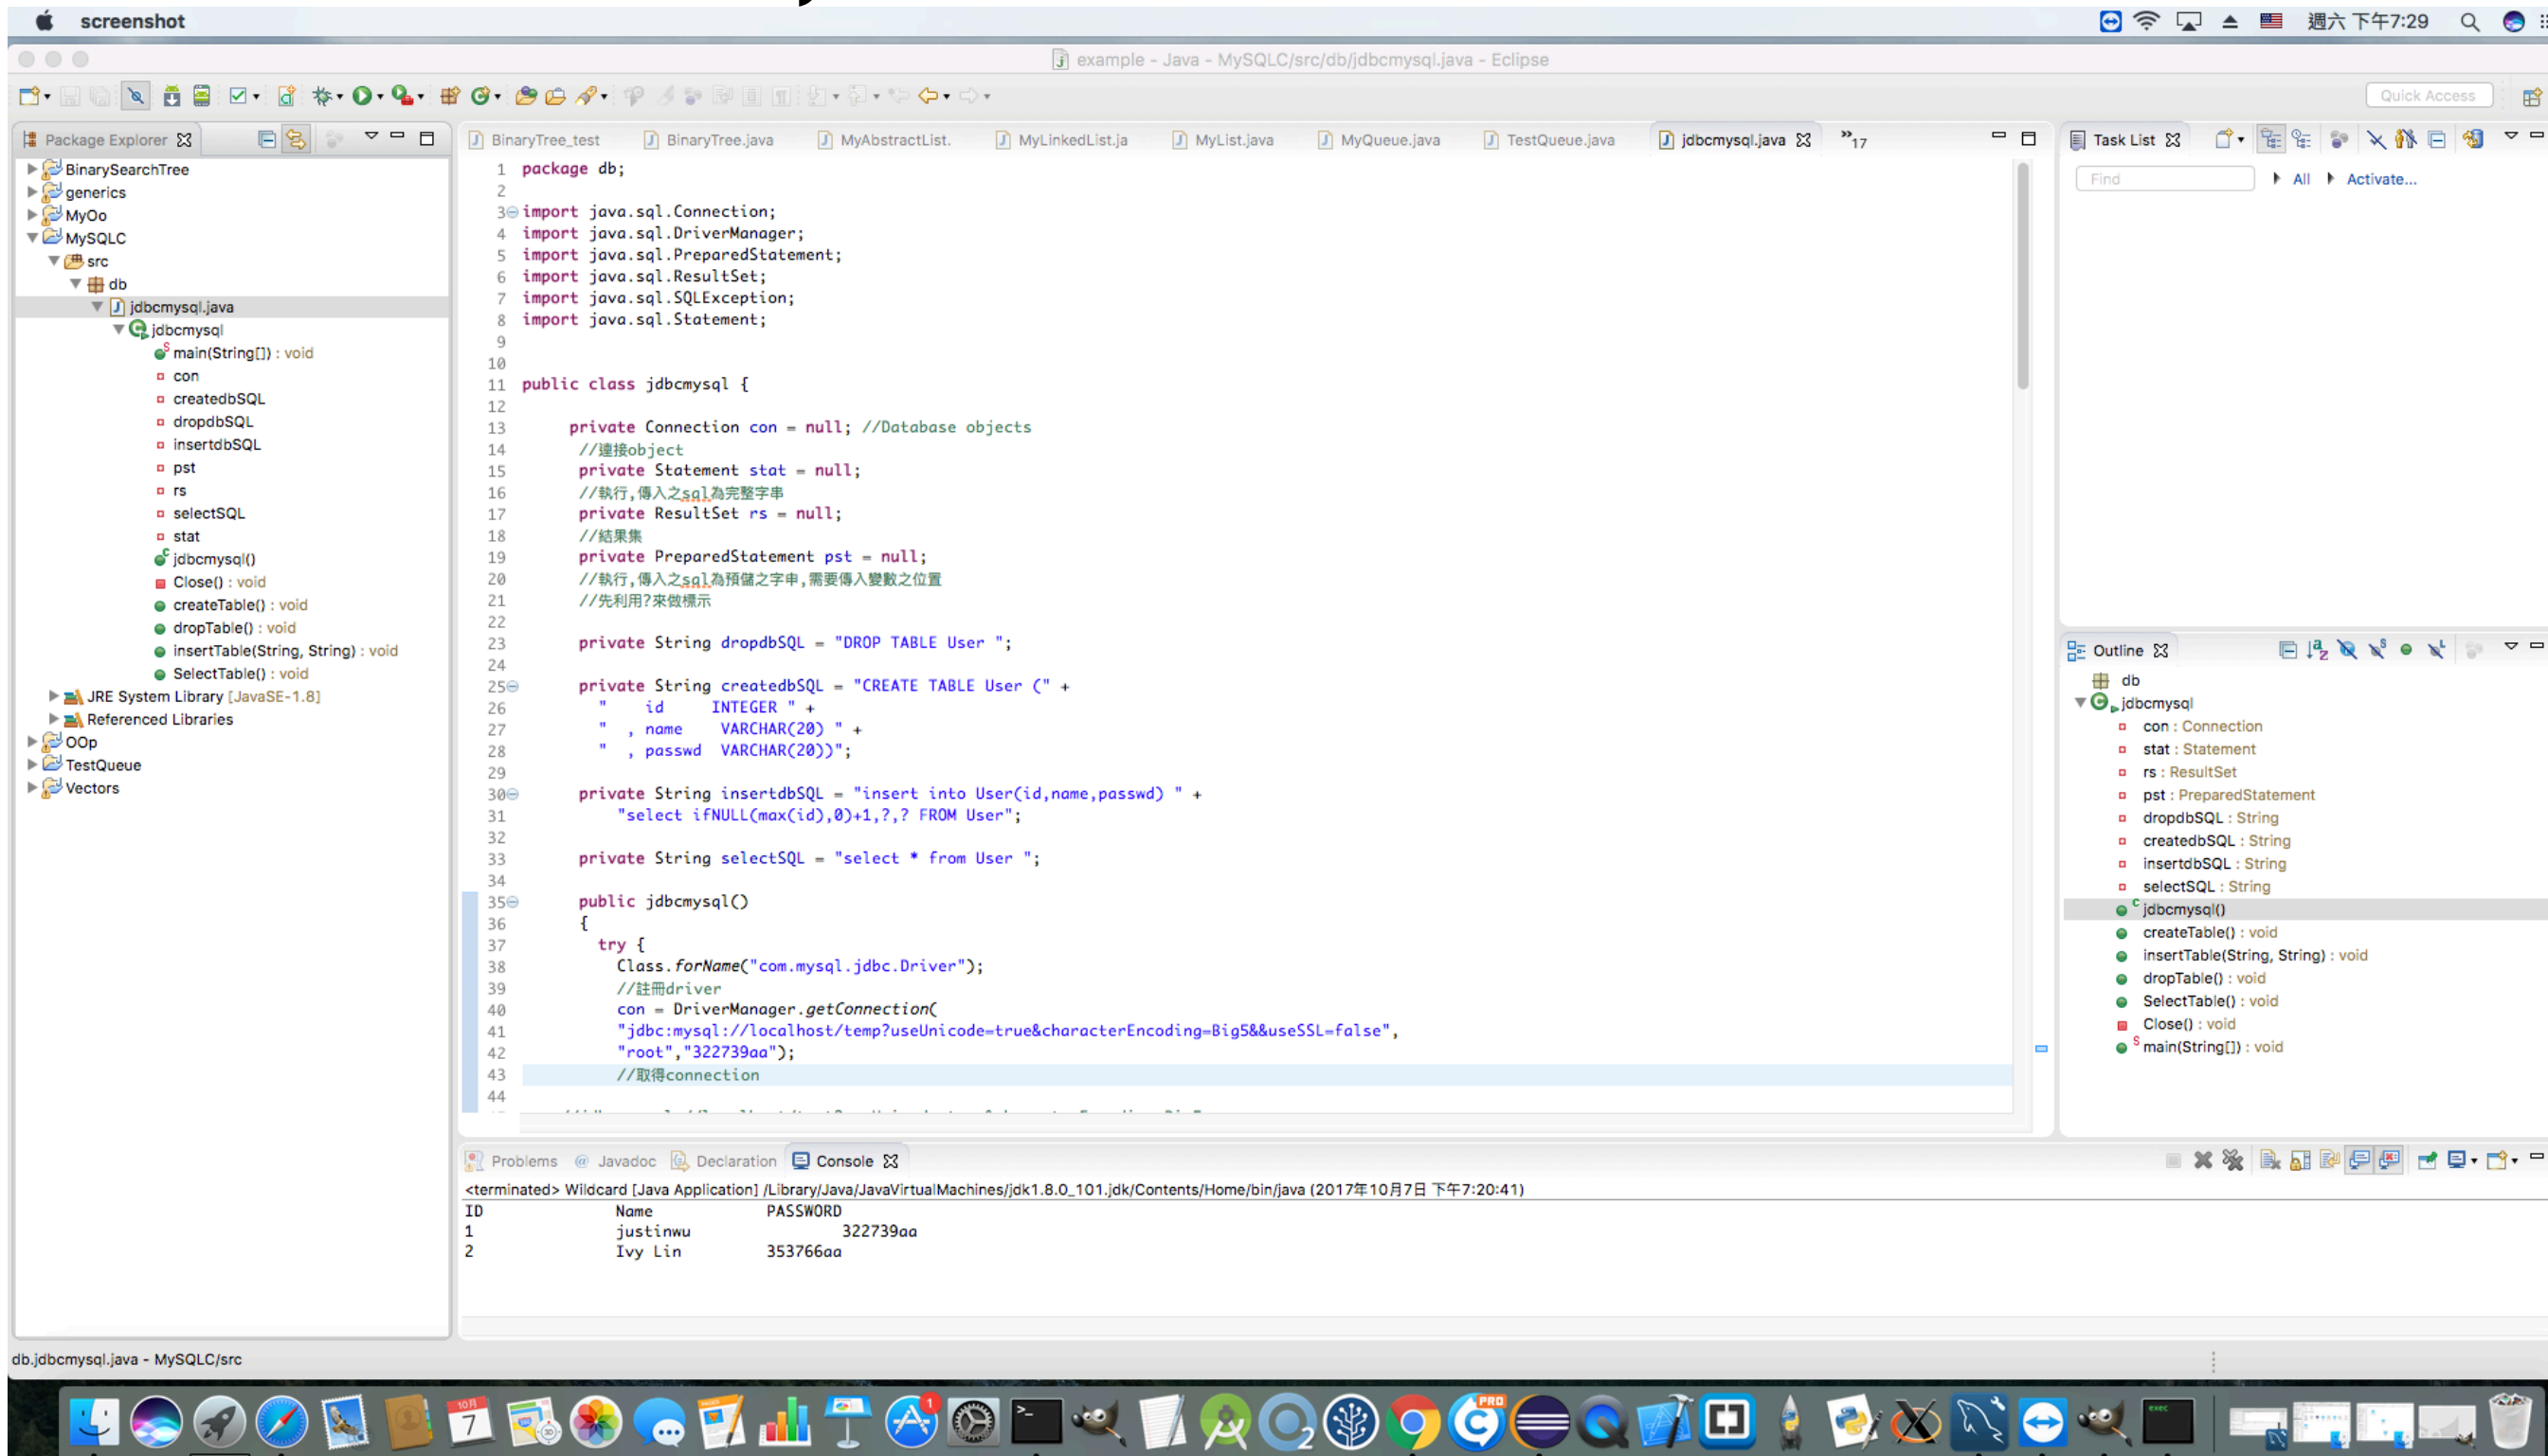 screenshot
週六 下午7:29
example - Java - MySQLC/src/db/jdbcmysql.java - Eclipse
Quick Access
Package Explorer
BinarySearchTree
generics
MyOo
MySQLC
src
db
jdbcmysql.java
jdbcmysql
main(String[]) : void
con
createdbSQL
dropdbSQL
insertdbSQL
pst
rs
selectSQL
stat
jdbcmysql()
Close() : void
createTable() : void
dropTable() : void
insertTable(String, String) : void
SelectTable() : void
JRE System Library [JavaSE-1.8]
Referenced Libraries
OOp
TestQueue
Vectors
BinaryTree_test BinaryTree.java MyAbstractList. MyLinkedList.ja MyList.java MyQueue.java TestQueue.java jdbcmysql.java »17
1 package db;
2
3 import java.sql.Connection;
4 import java.sql.DriverManager;
5 import java.sql.PreparedStatement;
6 import java.sql.ResultSet;
7 import java.sql.SQLException;
8 import java.sql.Statement;
9
10
11 public class jdbcmysql {
12
13 private Connection con = null; //Database objects
14 //連接object
15 private Statement stat = null;
16 //執行,傳入之sql為完整字串
17 private ResultSet rs = null;
18 //結果集
19 private PreparedStatement pst = null;
20 //執行,傳入之sql為預儲之字串,需要傳入變數之位置
21 //先利用?來做標示
22
23 private String dropdbSQL = "DROP TABLE User ";
24
25 private String createdbSQL = "CREATE TABLE User (" +
26 " id INTEGER " +
27 " , name VARCHAR(20) " +
28 " , passwd VARCHAR(20))";
29
30 private String insertdbSQL = "insert into User(id,name,passwd) " +
31 "select ifNULL(max(id),0)+1,?,? FROM User";
32
33 private String selectSQL = "select * from User ";
34
35 public jdbcmysql()
36 {
37 try {
38 Class.forName("com.mysql.jdbc.Driver");
39 //註冊driver
40 con = DriverManager.getConnection(
41 "jdbc:mysql://localhost/temp?useUnicode=true&characterEncoding=Big5&&useSSL=false",
42 "root","322739aa");
43 //取得connection
44
Task List
Find All Activate...
Outline
db
jdbcmysql
con : Connection
stat : Statement
rs : ResultSet
pst : PreparedStatement
dropdbSQL : String
createdbSQL : String
insertdbSQL : String
selectSQL : String
jdbcmysql()
createTable() : void
insertTable(String, String) : void
dropTable() : void
SelectTable() : void
Close() : void
main(String[]) : void
Problems @ Javadoc Declaration Console
<terminated> Wildcard [Java Application] /Library/Java/JavaVirtualMachines/jdk1.8.0_101.jdk/Contents/Home/bin/java (2017年10月7日 下午7:20:41)
ID Name PASSWORD
1 justinwu 322739aa
2 Ivy Lin 353766aa
db.jdbcmysql.java - MySQLC/src
10月
7
1
PRO
exec